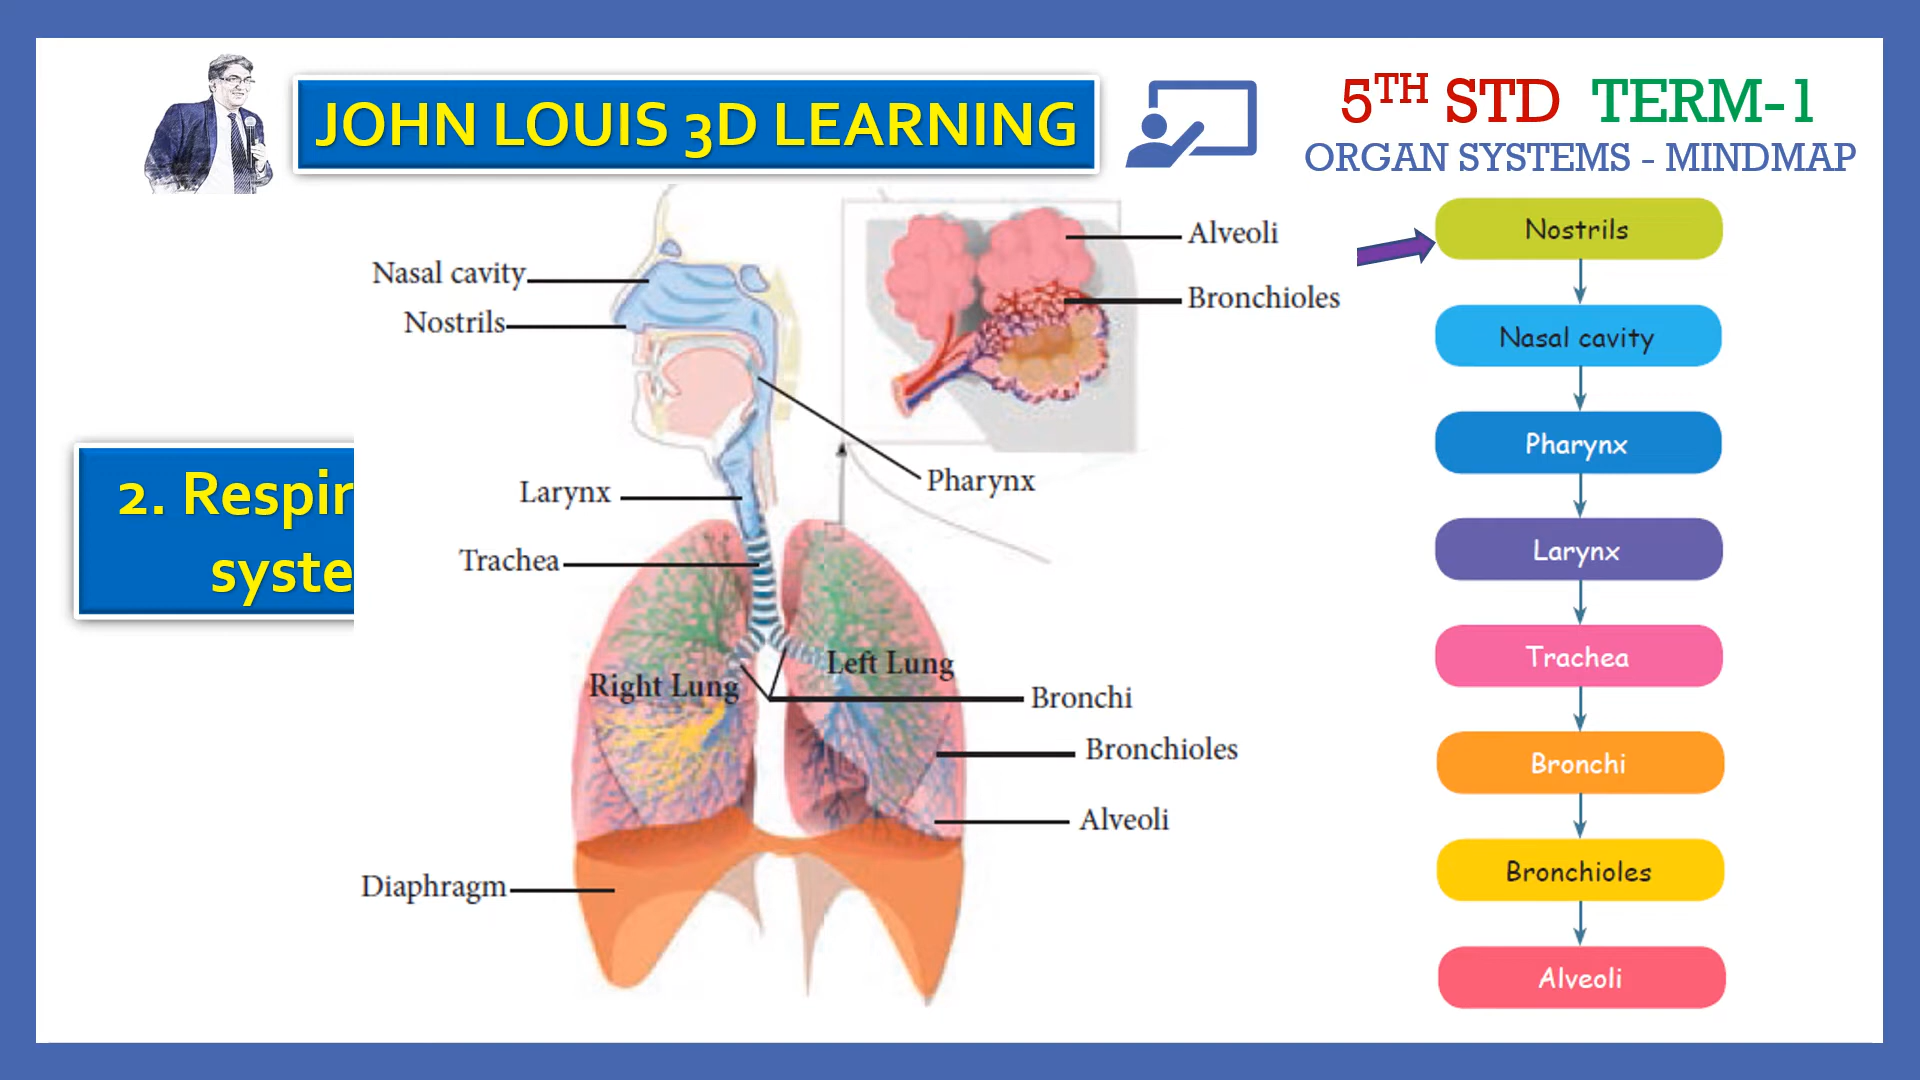 JOHN LOUIS 3D LEARNING
5TH STD TERM-1
ORGAN SYSTEMS - MINDMAP
2. Respir
syste
Nasal cavity
Nostrils
Larynx
Trachea
Right Lung
Left Lung
Diaphragm
Alveoli
Bronchioles
Pharynx
Bronchi
Bronchioles
Alveoli
Nostrils
Nasal cavity
Pharynx
Larynx
Trachea
Bronchi
Bronchioles
Alveoli